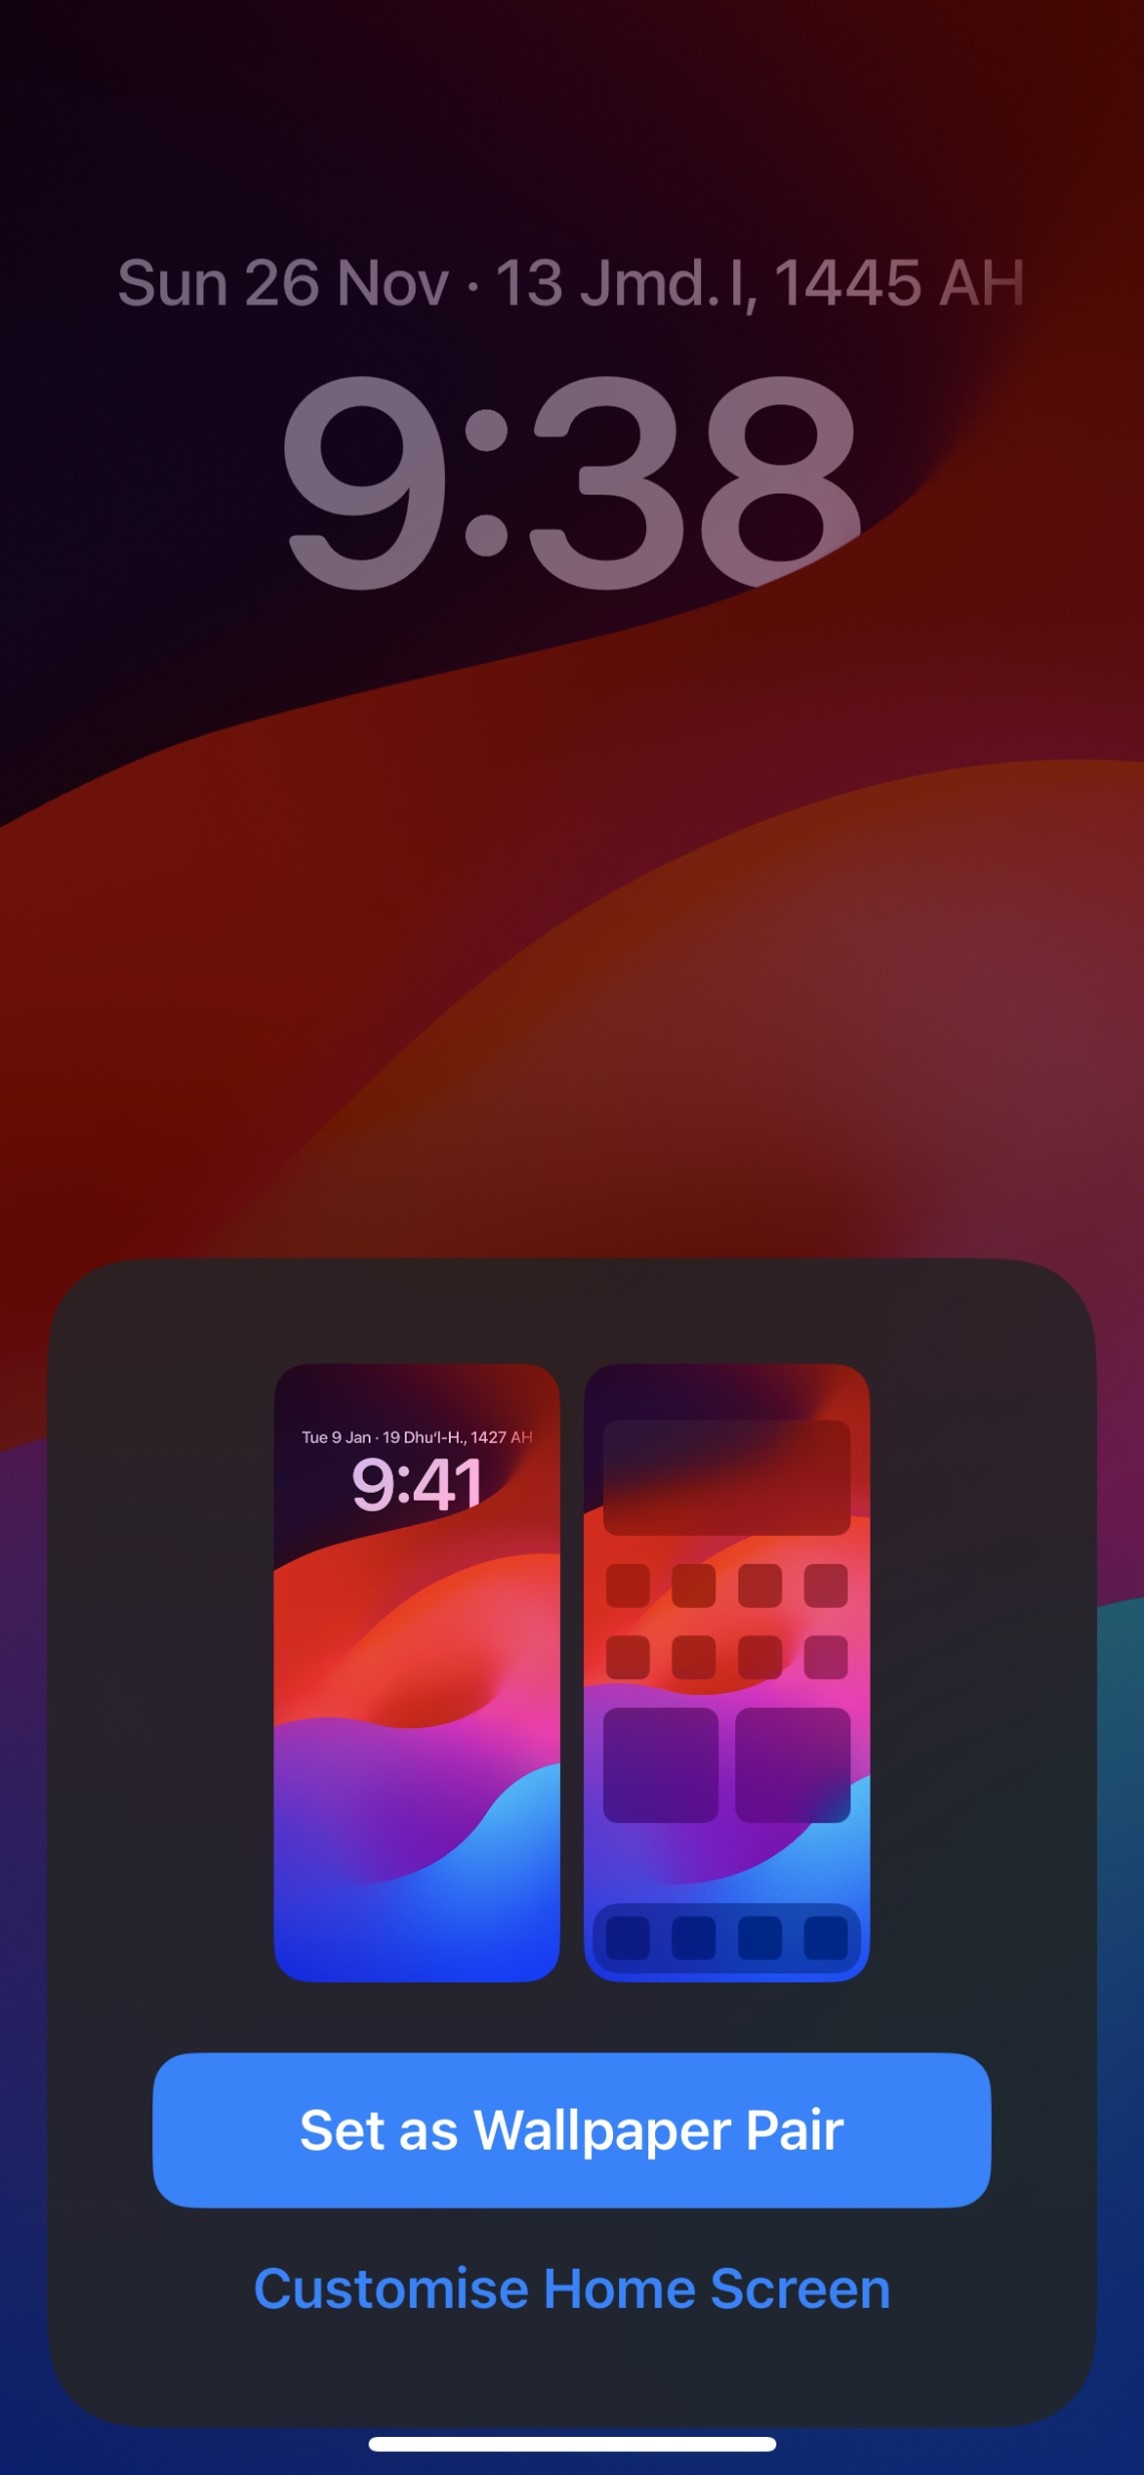 Sun 26 Nov · 13 Jmd. I, 1445 AH
9:38
Tue 9 Jan · 19 Dhuʻl-H., 1427 AH
9:41
Set as Wallpaper Pair
Customise Home Screen